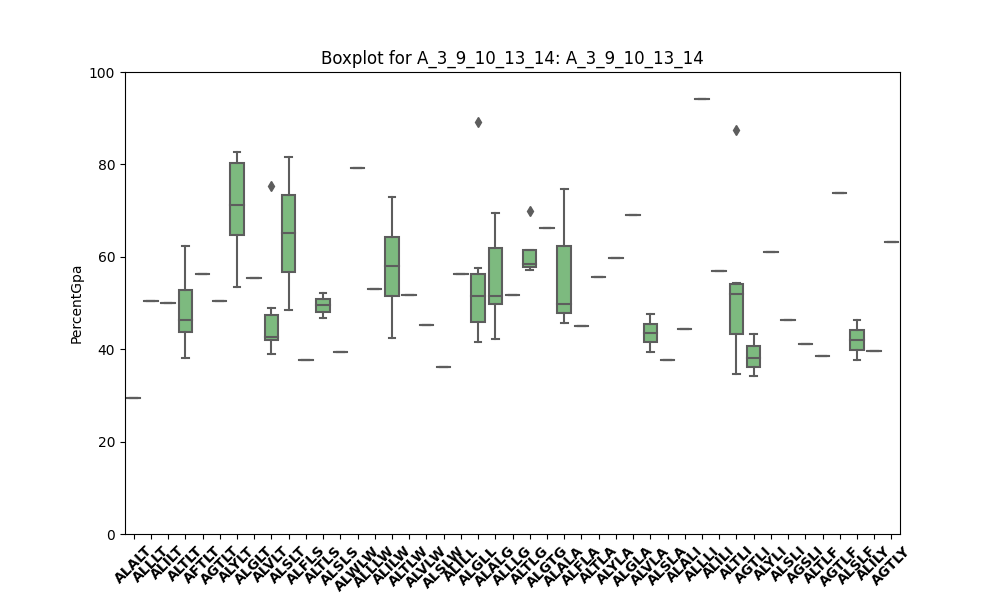 Boxplot for A_3_9_10_13_14: A_3_9_10_13_14
100
80
60
40
20
0
PercentGpa
ALALT
ALLLT
ALILT
ALTLT
AFTLT
AGTLT
ALYLT
ALGLT
ALVLT
ALSLT
ALFLS
ALTLS
ALSLS
ALWLW
ALLLW
ALILW
ALTLW
ALVLW
ALSLW
ALILL
ALGLL
ALALG
ALLLG
ALTLG
ALGTG
ALALA
ALFLA
ALTLA
ALYLA
ALGLA
ALVLA
ALSLA
ALALI
ALLLI
ALILI
ALTLI
AGTLI
ALYLI
ALSLI
AGSLI
ALTLF
AGTLF
ALSLF
ALILY
AGTLY